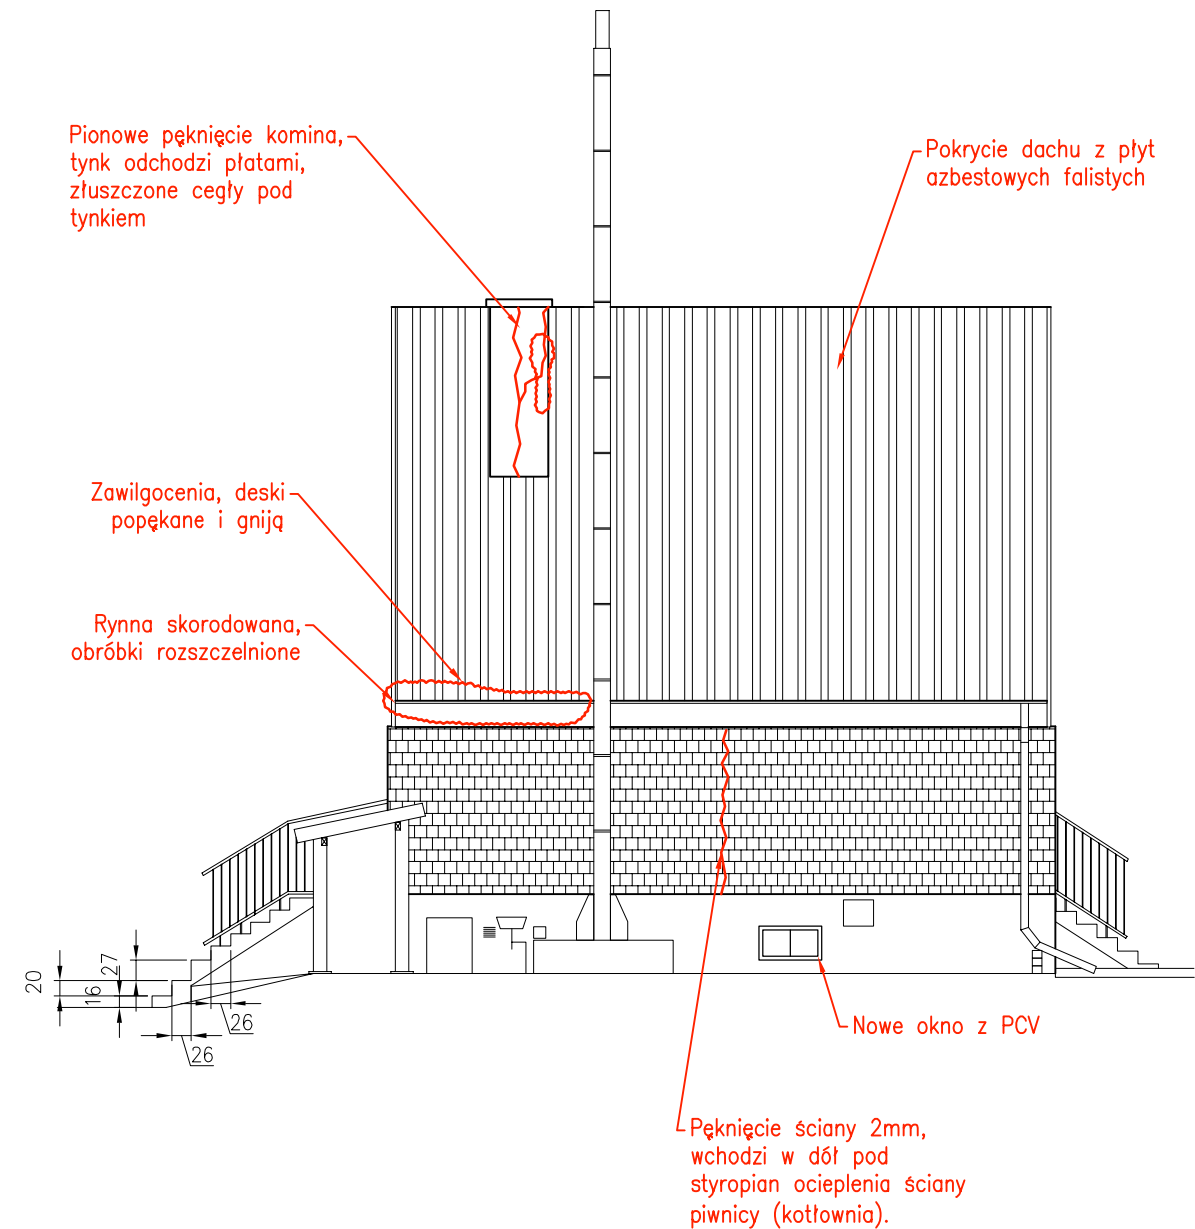 Pionowe pęknięcie komina,
tynk odchodzi płatami,
złuszczone cegły pod
tynkiem
Pokrycie dachu z płyt
azbestowych falistych
Zawilgocenia, deski
popękane i gniją
Rynna skorodowana,
obróbki rozszczelnione
20
16
27
26
26
Nowe okno z PCV
Pęknięcie ściany 2mm,
wchodzi w dół pod
styropian ocieplenia ściany
piwnicy (kotłownia).